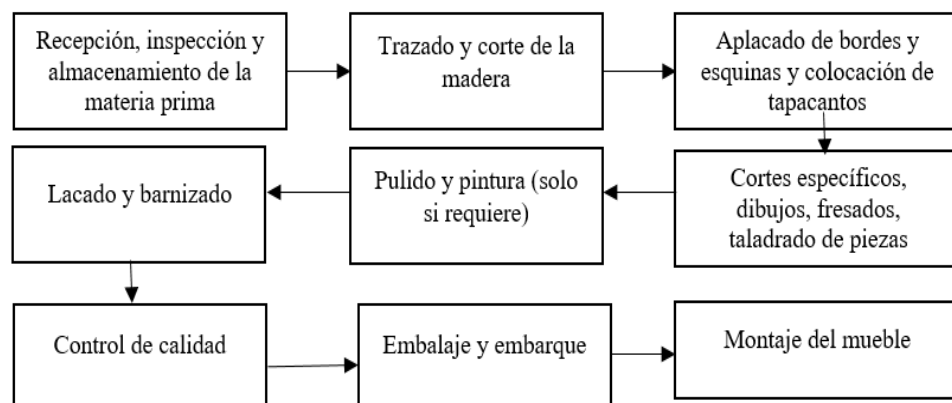 Recepción, inspección y
almacenamiento de la
materia prima
Trazado y corte de la
madera
Aplacado de bordes y
esquinas y colocación de
tapacantos
Cortes específicos,
dibujos, fresados,
taladrado de piezas
Pulido y pintura (solo
si requiere)
Lacado y barnizado
Control de calidad
Embalaje y embarque
Montaje del mueble